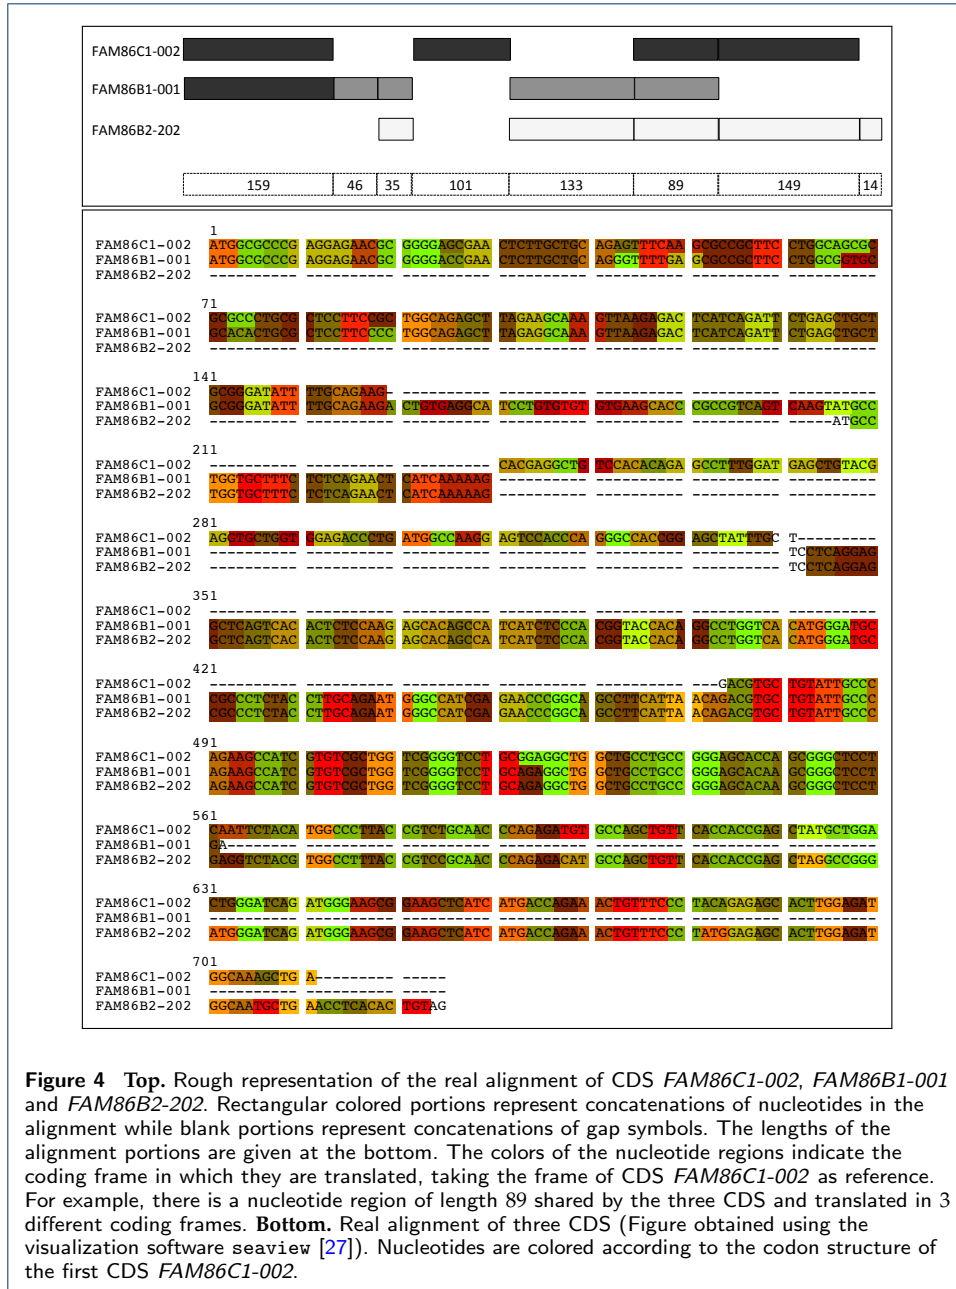 FAM86C1-002
FAM86B1-001
FAM86B2-202
159 46 35 101 133 89 149 14
1
FAM86C1-002 ATGGCGCCCG AGGAGAACGC GGGGAGCGAA CTCTTGCTGC AGAGTTTCAA GCGCCGCTTC CTGGCAGCGC
FAM86B1-001 ATGGCGCCCG AGGAGAACGC GGGGACCGAA CTCTTGCTGC AGGGTTTTGA GCGCCGCTTC CTGGCGGTGC
FAM86B2-202 ---------- ---------- ---------- ---------- ---------- ---------- ----------
71
FAM86C1-002 GCGCCCTGCG CTCCTTCCGC TGGCAGAGCT TAGAAGCAAA GTTAAGAGAC TCATCAGATT CTGAGCTGCT
FAM86B1-001 GCACACTGCG CTCCTTCCCC TGGCAGAGCT TAGAGGCAAA GTTAAGAGAC TCATCAGATT CTGAGCTGCT
FAM86B2-202 ---------- ---------- ---------- ---------- ---------- ---------- ----------
141
FAM86C1-002 GCGGGATATT TTGCAGAAG- ---------- ---------- ---------- ---------- ----------
FAM86B1-001 GCGGGATATT TTGCAGAAGA CTGTGAGGCA TCCTGTGTGT GTGAAGCACC CGCCGTCAGT CAAGTATGCC
FAM86B2-202 ---------- ---------- ---------- ---------- ---------- ---------- -----ATGCC
211
FAM86C1-002 ---------- ---------- ---------- CACGAGGCTG TCCACACAGA GCCTTTGGAT GAGCTGTACG
FAM86B1-001 TGGTGCTTTC TCTCAGAACT CATCAAAAAG ---------- ---------- ---------- ----------
FAM86B2-202 TGGTGCTTTC TCTCAGAACT CATCAAAAAG ---------- ---------- ---------- ----------
281
FAM86C1-002 AGGTGCTGGT GGAGACCCTG ATGGCCAAGG AGTCCACCCA GGGCCACCGG AGCTATTTGC T---------
FAM86B1-001 ---------- ---------- ---------- ---------- ---------- ---------- TCCTCAGGAG
FAM86B2-202 ---------- ---------- ---------- ---------- ---------- ---------- TCCTCAGGAG
351
FAM86C1-002 ---------- ---------- ---------- ---------- ---------- ---------- ----------
FAM86B1-001 GCTCAGTCAC ACTCTCCAAG AGCACAGCCA TCATCTCCCA CGGTACCACA GGCCTGGTCA CATGGGATGC
FAM86B2-202 GCTCAGTCAC ACTCTCCAAG AGCACAGCCA TCATCTCCCA CGGTACCACA GGCCTGGTCA CATGGGATGC
421
FAM86C1-002 ---------- ---------- ---------- ---------- ---------- ---GACGTGC TGTATTGCCC
FAM86B1-001 CGCCCTCTAC CTTGCAGAAT GGGCCATCGA GAACCCGGCA GCCTTCATTA ACAGACGTGC TGTATTGCCC
FAM86B2-202 CGCCCTCTAC CTTGCAGAAT GGGCCATCGA GAACCCGGCA GCCTTCATTA ACAGACGTGC TGTATTGCCC
491
FAM86C1-002 AGAAGCCATC GTGTCGCTGG TCGGGGTCCT GCGGAGGCTG GCTGCCTGCC GGGAGCACCA GCGGGCTCCT
FAM86B1-001 AGAAGCCATC GTGTCGCTGG TCGGGGTCCT GCAGAGGCTG GCTGCCTGCC GGGAGCACAA GCGGGCTCCT
FAM86B2-202 AGAAGCCATC GTGTCGCTGG TCGGGGTCCT GCAGAGGCTG GCTGCCTGCC GGGAGCACAA GCGGGCTCCT
561
FAM86C1-002 CAATTCTACA TGGCCCTTAC CGTCTGCAAC CCAGAGATGT GCCAGCTGTT CACCACCGAG CTATGCTGGA
FAM86B1-001 GA-------- ---------- ---------- ---------- ---------- ---------- ----------
FAM86B2-202 GAGGTCTACG TGGCCTTTAC CGTCCGCAAC CCAGAGACAT GCCAGCTGTT CACCACCGAG CTAGGCCGGG
631
FAM86C1-002 CTGGGATCAG ATGGGAAGCG GAAGCTCATC ATGACCAGAA ACTGTTTCCC TACAGAGAGC ACTTGGAGAT
FAM86B1-001 ---------- ---------- ---------- ---------- ---------- ---------- ----------
FAM86B2-202 ATGGGATCAG ATGGGAAGCG GAAGCTCATC ATGACCAGAA ACTGTTTCCC TATGGAGAGC ACTTGGAGAT
701
FAM86C1-002 GGCAAAGCTG A--------- -----
FAM86B1-001 ---------- ---------- -----
FAM86B2-202 GGCAATGCTG AACCTCACAC TGTAG
Figure 4 Top. Rough representation of the real alignment of CDS FAM86C1-002, FAM86B1-001
and FAM86B2-202. Rectangular colored portions represent concatenations of nucleotides in the
alignment while blank portions represent concatenations of gap symbols. The lengths of the
alignment portions are given at the bottom. The colors of the nucleotide regions indicate the
coding frame in which they are translated, taking the frame of CDS FAM86C1-002 as reference.
For example, there is a nucleotide region of length 89 shared by the three CDS and translated in 3
different coding frames. Bottom. Real alignment of three CDS (Figure obtained using the
visualization software seaview [27]). Nucleotides are colored according to the codon structure of
the first CDS FAM86C1-002.